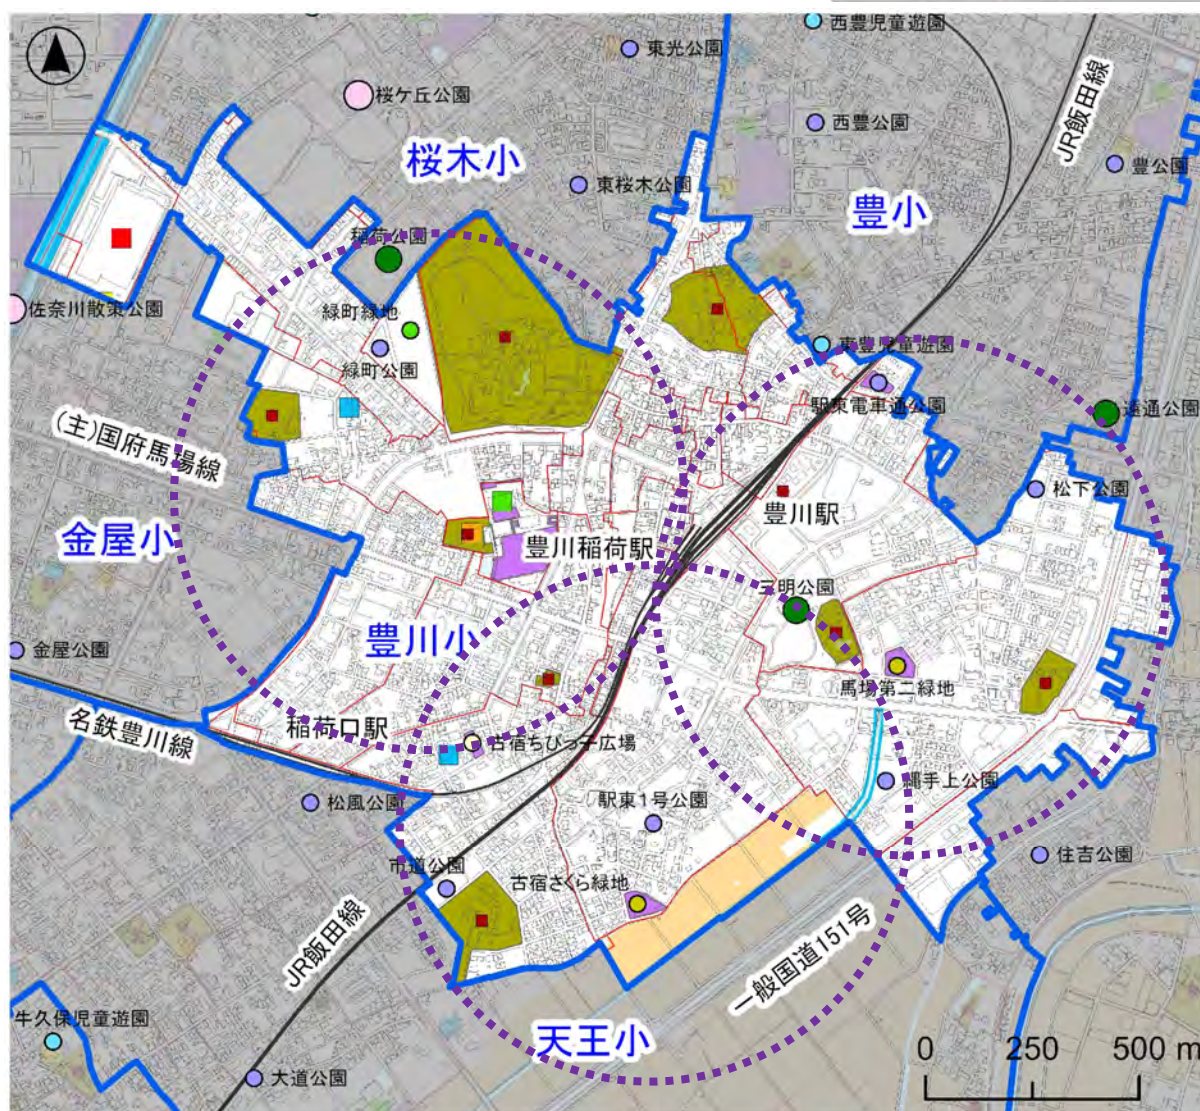 西豊児童遊園
東光公園
JR飯田線
桜ケ丘公園
西豊公園
桜木小
豊公園
東桜木公園
豊小
稲荷公園
佐奈川散策公園
緑町緑地
東豊児童遊園
緑町公園
駅東電車通公園
遠通公園
(主)国府馬場線
松下公園
豊川駅
金屋小
豊川稲荷駅
三明公園
豊川小
金屋公園
馬場第二緑地
名鉄豊川線
稲荷口駅
古宿ちびっ子広場
縄手上公園
松風公園
駅東1号公園
住吉公園
市道公園
古宿さくら緑地
JR飯田線
一般国道151号
牛久保児童遊園
天王小
大道公園
0 250 500 m